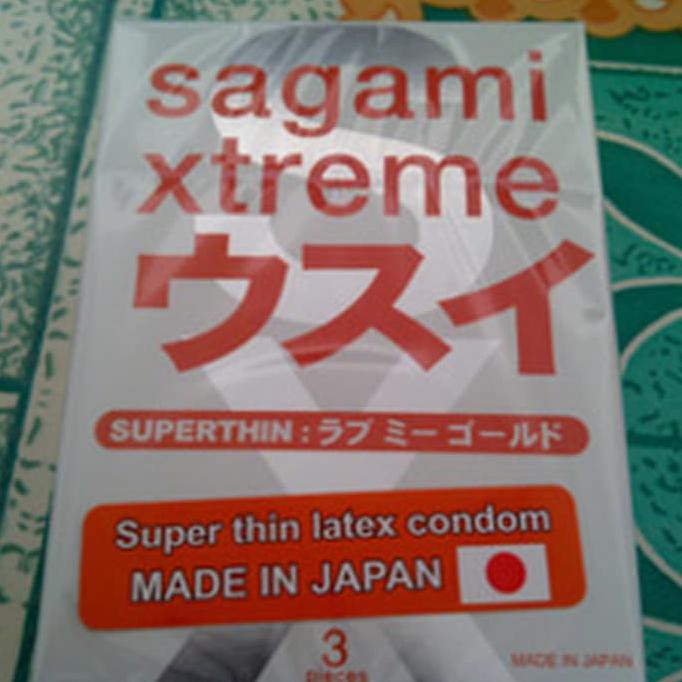 sagami
xtreme
ウスイ
SUPERTHIN : ラブ ミー ゴールド
Super thin latex condom
MADE IN JAPAN
3
pieces
MADE IN JAPAN